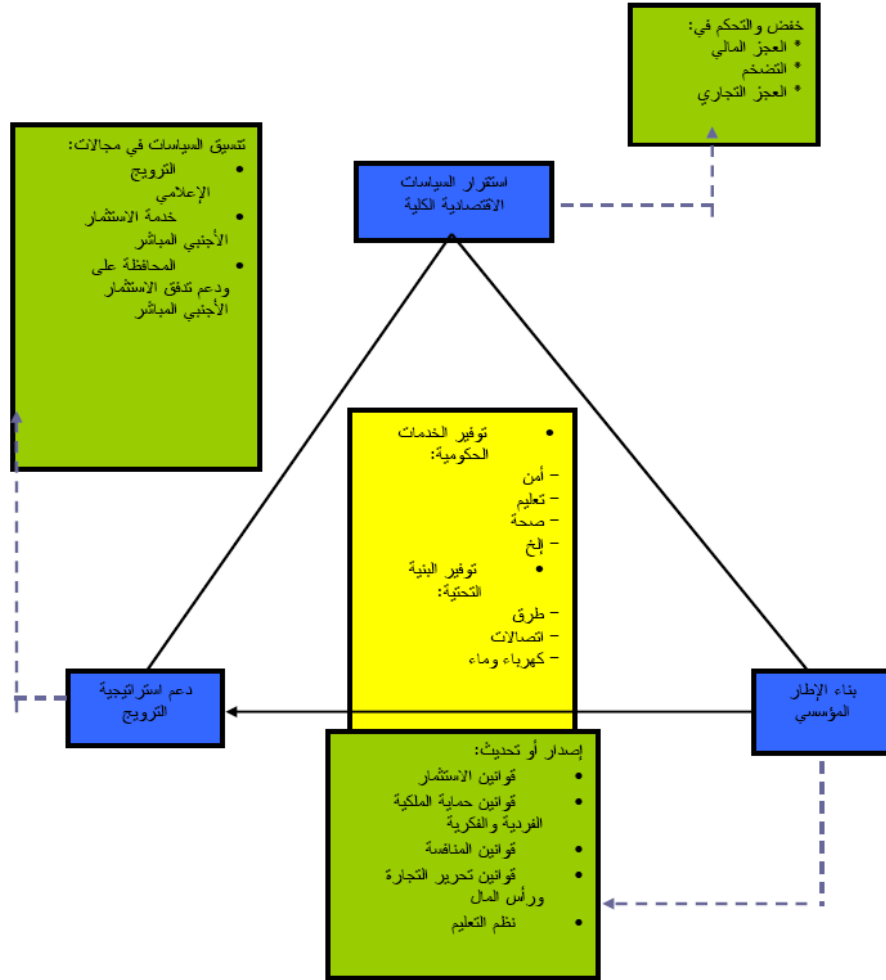 خفض والتحكم في:
* العجز المالي
* التضخم
* العجز التجاري
تنسيق السياسات في مجالات:
• الترويج
الإعلامي
• خدمة الاستثمار
الأجنبي المباشر
• المحافظة على
ودعم تدفق الاستثمار
الأجنبي المباشر
استقرار السياسات
الاقتصادية الكلية
• توفير الخدمات
الحكومية:
– أمن
– تعليم
– صحة
– إلخ
• توفير البنية
التحتية:
– طرق
– اتصالات
– كهرباء وماء
بناء الإطار
المؤسسي
دعم استراتيجية
الترويج
إصدار أو تحديث:
• قوانين الاستثمار
• قوانين حماية الملكية
الفردية والفكرية
• قوانين المنافسة
• قوانين تحرير التجارة
ورأس المال
• نظم التعليم